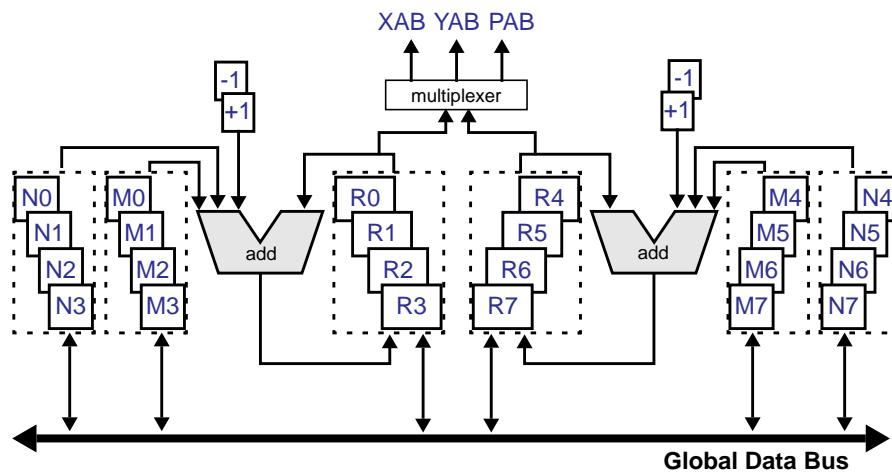 XAB YAB PAB
-1
+1
multiplexer
-1
+1
N0
M0
R0
R4
M4
N4
N1
M1
add
R1
R5
add
M5
N5
N2
M2
R2
R6
M6
N6
N3
M3
R3
R7
M7
N7
Global Data Bus